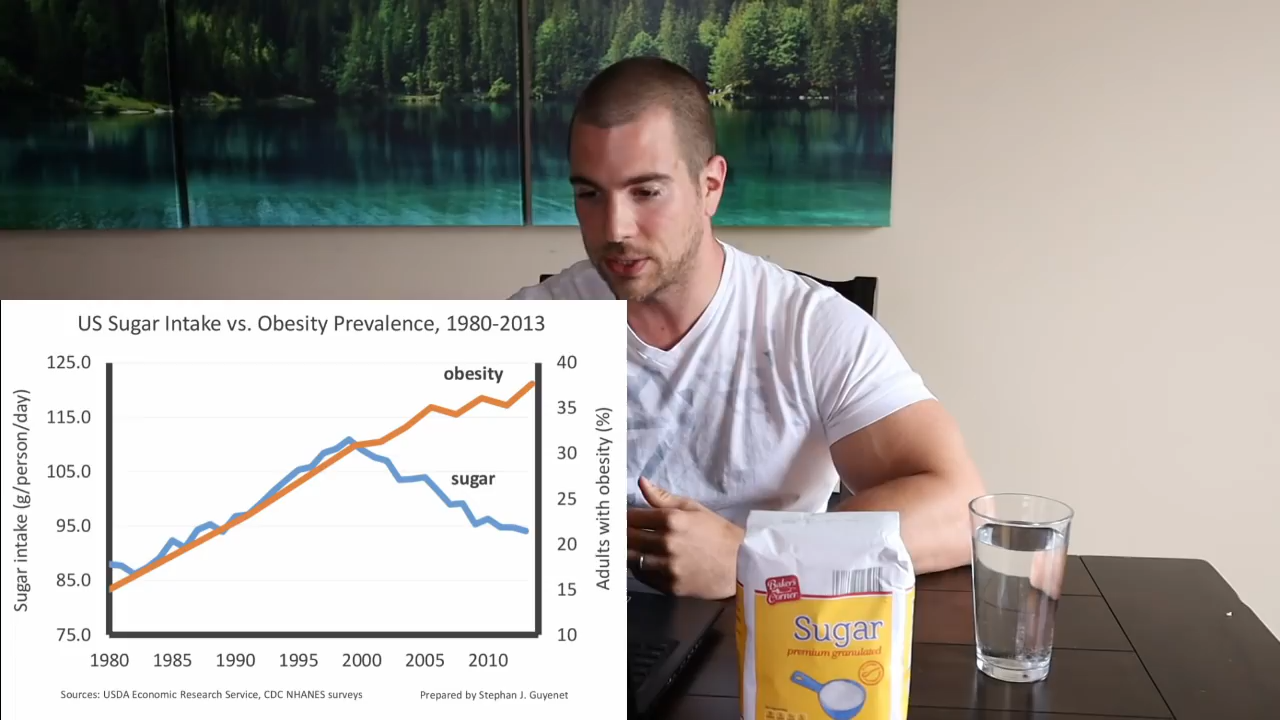 US Sugar Intake vs. Obesity Prevalence, 1980-2013
125.0
115.0
105.0
95.0
85.0
75.0
Sugar intake (g/person/day)
obesity
sugar
40
35
30
25
20
15
10
Adults with obesity (%)
1980 1985 1990 1995 2000 2005 2010
Sources: USDA Economic Research Service, CDC NHANES surveys
Prepared by Stephan J. Guyenet
Baker's
Corner
Sugar
premium granulated